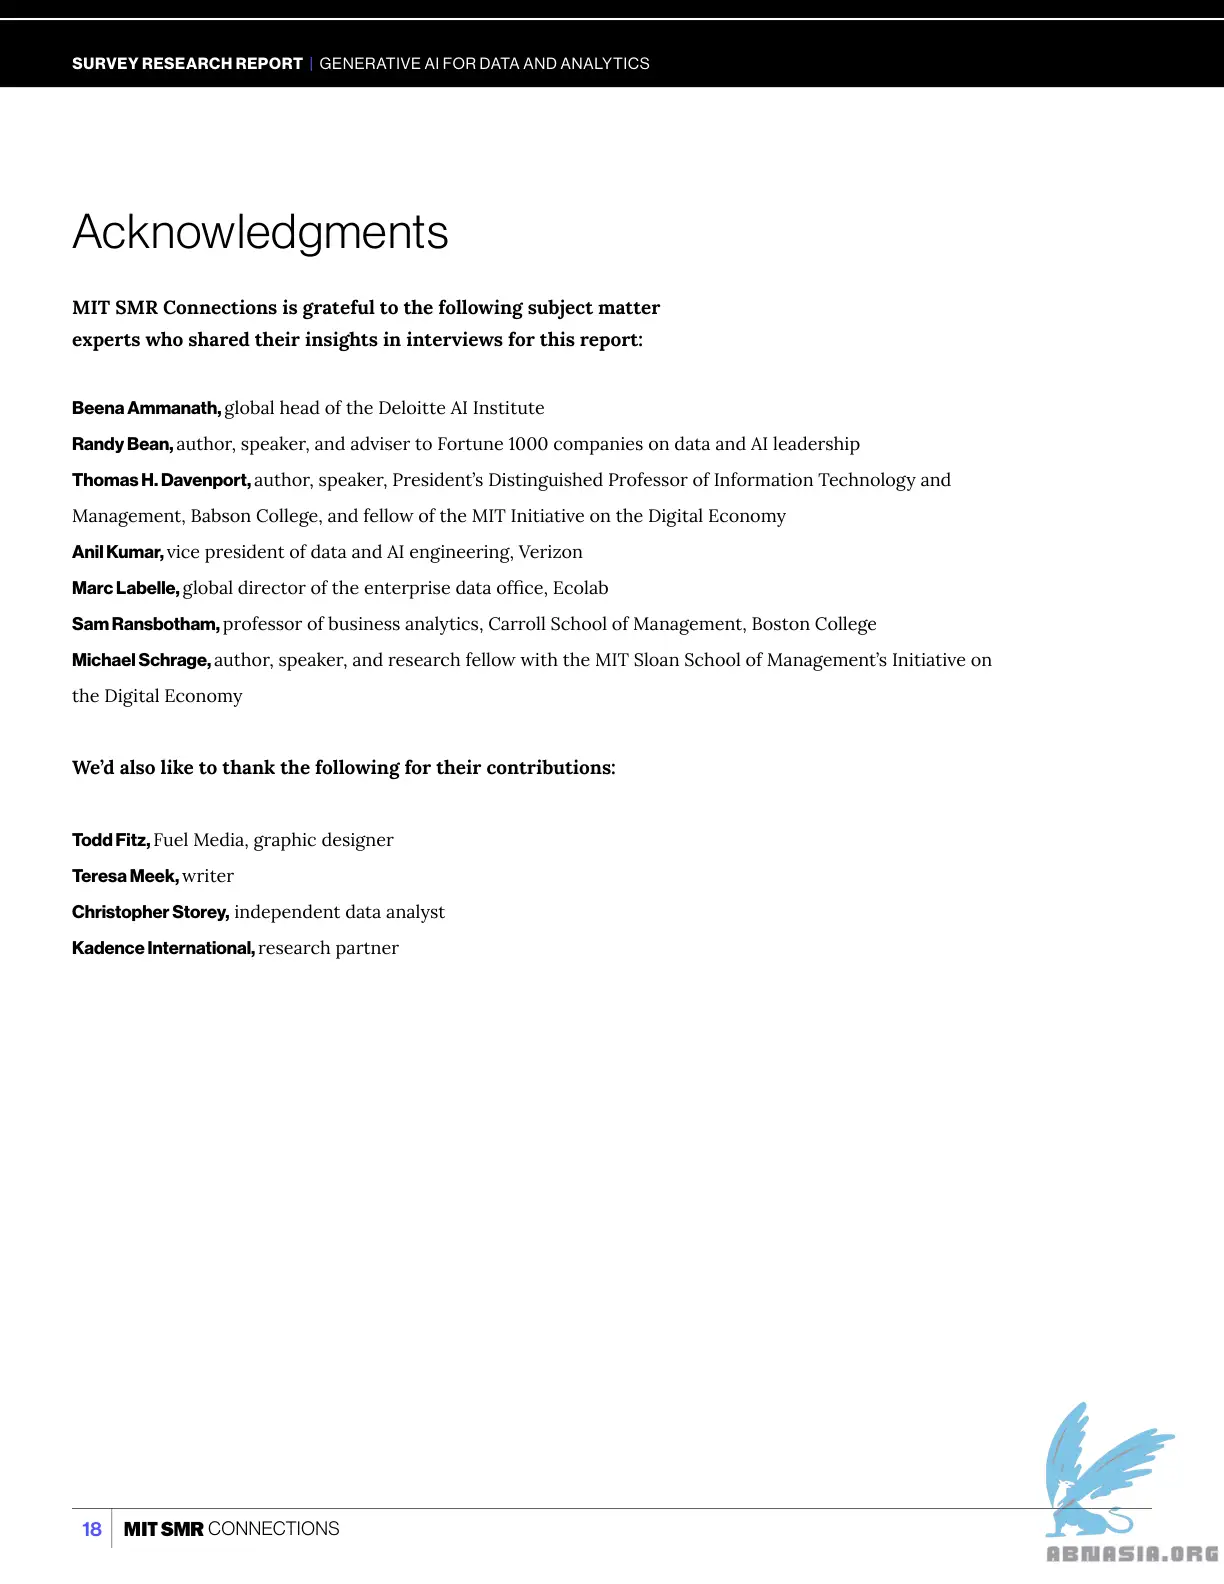 SURVEY RESEARCH REPORT | GENERATIVE AI FOR DATA AND ANALYTICS
Acknowledgments
MIT SMR Connections is grateful to the following subject matter
experts who shared their insights in interviews for this report:
Beena Ammanath, global head of the Deloitte AI Institute
Randy Bean, author, speaker, and adviser to Fortune 1000 companies on data and AI leadership
Thomas H. Davenport, author, speaker, President’s Distinguished Professor of Information Technology and
Management, Babson College, and fellow of the MIT Initiative on the Digital Economy
Anil Kumar, vice president of data and AI engineering, Verizon
Marc Labelle, global director of the enterprise data office, Ecolab
Sam Ransbotham, professor of business analytics, Carroll School of Management, Boston College
Michael Schrage, author, speaker, and research fellow with the MIT Sloan School of Management’s Initiative on
the Digital Economy
We’d also like to thank the following for their contributions:
Todd Fitz, Fuel Media, graphic designer
Teresa Meek, writer
Christopher Storey, independent data analyst
Kadence International, research partner
18 MIT SMR CONNECTIONS
ABNASIA.ORG